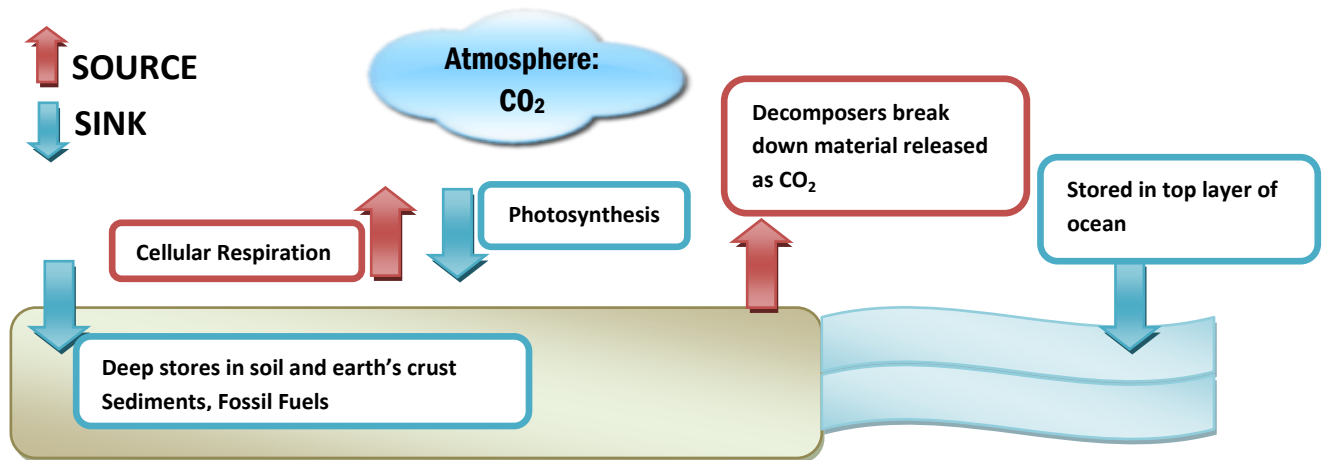 SOURCE
SINK
Atmosphere:
CO₂
Decomposers break
down material released
as CO₂
Stored in top layer of
ocean
Photosynthesis
Cellular Respiration
Deep stores in soil and earth’s crust
Sediments, Fossil Fuels